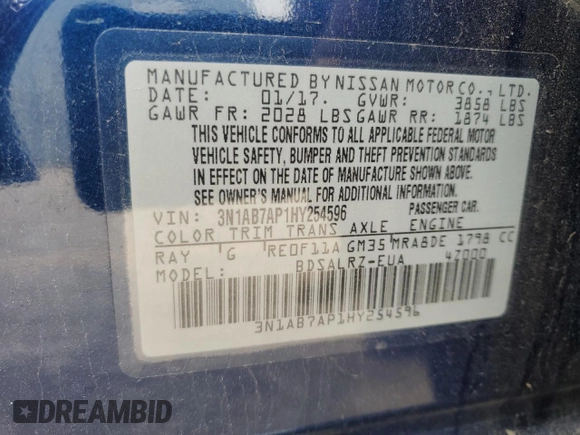 MANUFACTURED BY NISSAN MOTOR CO., LTD.
DATE: 01/17. GVWR: 3858 LBS
GAWR FR: 2028 LBS GAWR RR: 1874 LBS
THIS VEHICLE CONFORMS TO ALL APPLICABLE FEDERAL MOTOR
VEHICLE SAFETY, BUMPER AND THEFT PREVENTION STANDARDS
IN EFFECT ON THE DATE OF MANUFACTURE SHOWN ABOVE.
SEE OWNER'S MANUAL FOR ADDITIONAL INFORMATION.
VIN: 3N1AB7AP1HY254596 PASSENGER CAR.
COLOR TRIM TRANS AXLE ENGINE
RAY G RE0F11A GM35 MRA8DE 1798 CC
MODEL: BDSALRZ-EUA 4Z000
3N1AB7AP1HY254596
DREAMBID